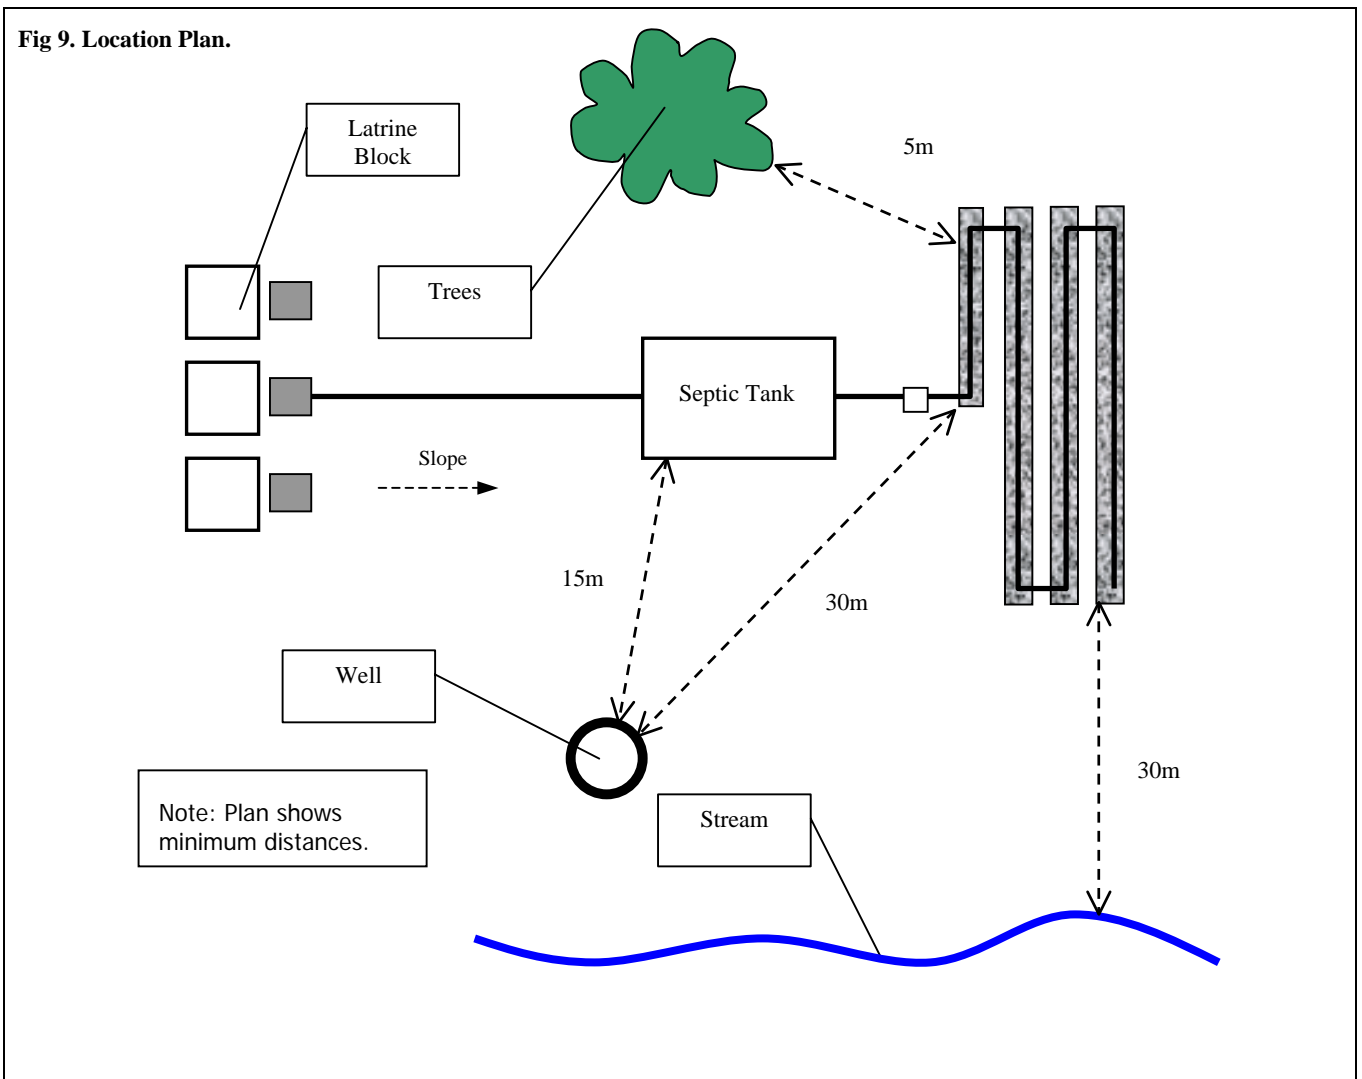 Fig 9. Location Plan.
Latrine
Block
5m
Trees
Septic Tank
Slope
15m
30m
Well
30m
Note: Plan shows
minimum distances.
Stream